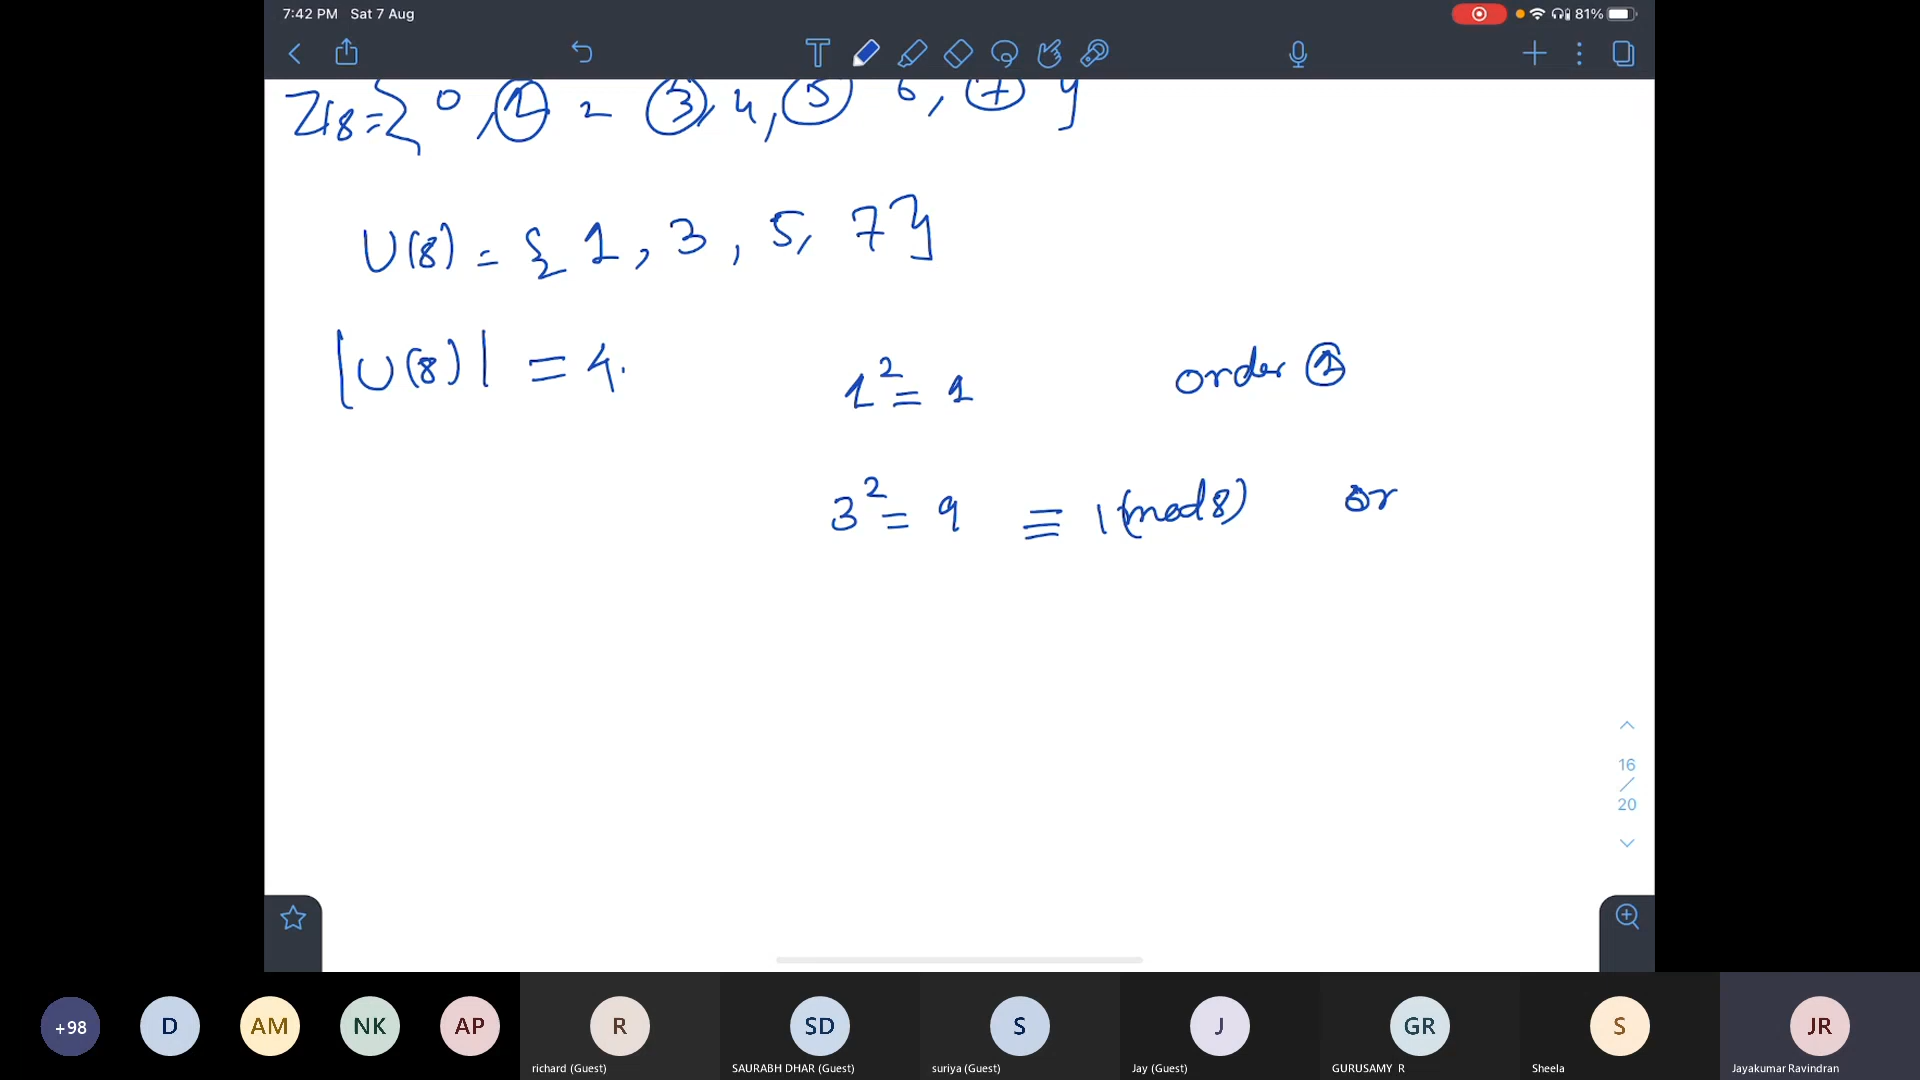 7:42 PM Sat 7 Aug 81%
T
Z8={ 0, 1 2 3, 4, 5 6, 7 }
U(8) = { 1, 3, 5, 7}
|U(8)| = 4.
1² = 1 order 1
3² = 9 ≡ 1(mod 8) or
16
/
20
+98 D AM NK AP R SD S J GR S JR
richard (Guest) SAURABH DHAR (Guest) suriya (Guest) Jay (Guest) GURUSAMY R Sheela Jayakumar Ravindran